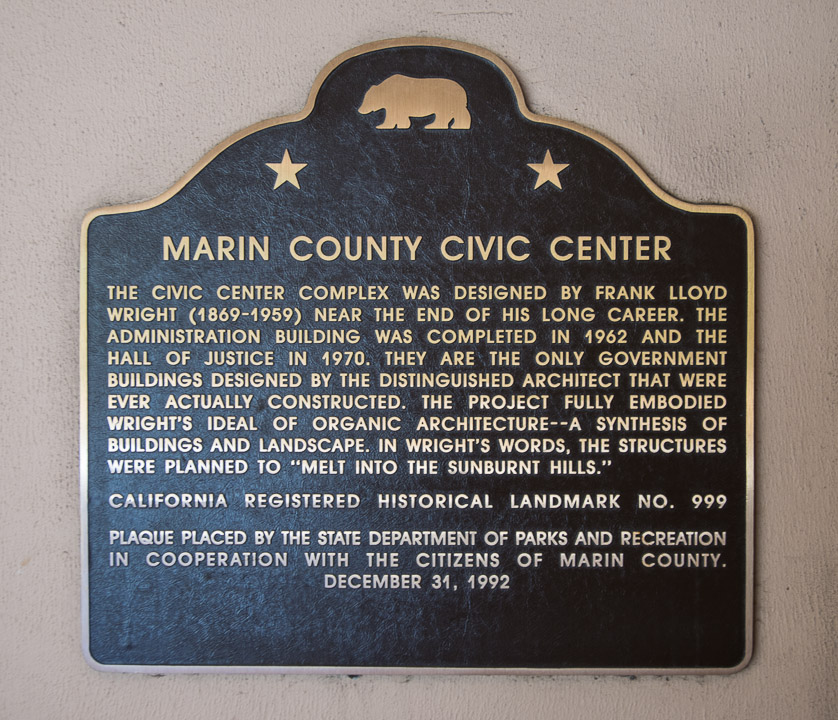 MARIN COUNTY CIVIC CENTER
THE CIVIC CENTER COMPLEX WAS DESIGNED BY FRANK LLOYD
WRIGHT (1869-1959) NEAR THE END OF HIS LONG CAREER. THE
ADMINISTRATION BUILDING WAS COMPLETED IN 1962 AND THE
HALL OF JUSTICE IN 1970. THEY ARE THE ONLY GOVERNMENT
BUILDINGS DESIGNED BY THE DISTINGUISHED ARCHITECT THAT WERE
EVER ACTUALLY CONSTRUCTED. THE PROJECT FULLY EMBODIED
WRIGHT'S IDEAL OF ORGANIC ARCHITECTURE--A SYNTHESIS OF
BUILDINGS AND LANDSCAPE. IN WRIGHT'S WORDS, THE STRUCTURES
WERE PLANNED TO "MELT INTO THE SUNBURNT HILLS."
CALIFORNIA REGISTERED HISTORICAL LANDMARK NO. 999
PLAQUE PLACED BY THE STATE DEPARTMENT OF PARKS AND RECREATION
IN COOPERATION WITH THE CITIZENS OF MARIN COUNTY.
DECEMBER 31, 1992